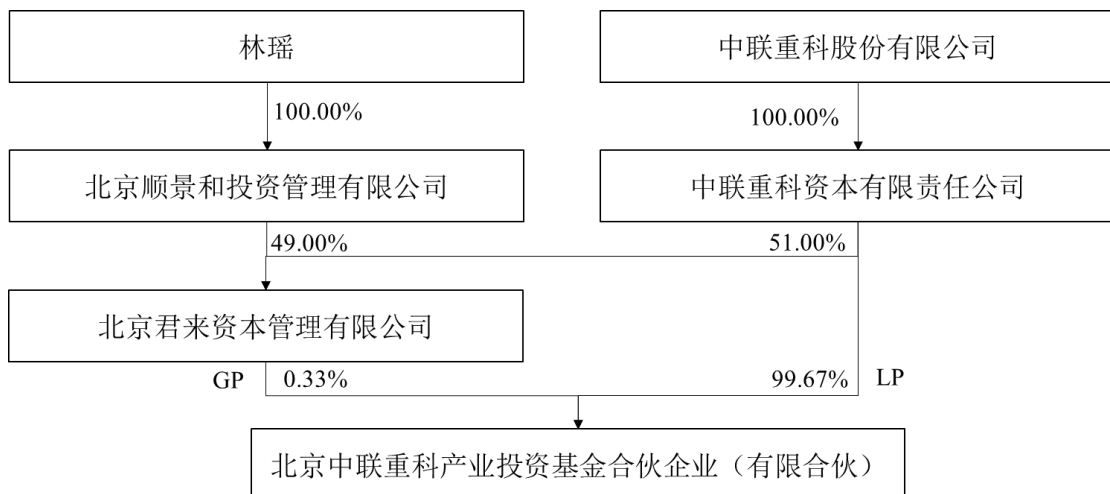 林瑶
中联重科股份有限公司
100.00%
100.00%
北京顺景和投资管理有限公司
中联重科资本有限责任公司
49.00%
51.00%
北京君来资本管理有限公司
GP
0.33%
99.67%
LP
北京中联重科产业投资基金合伙企业（有限合伙）